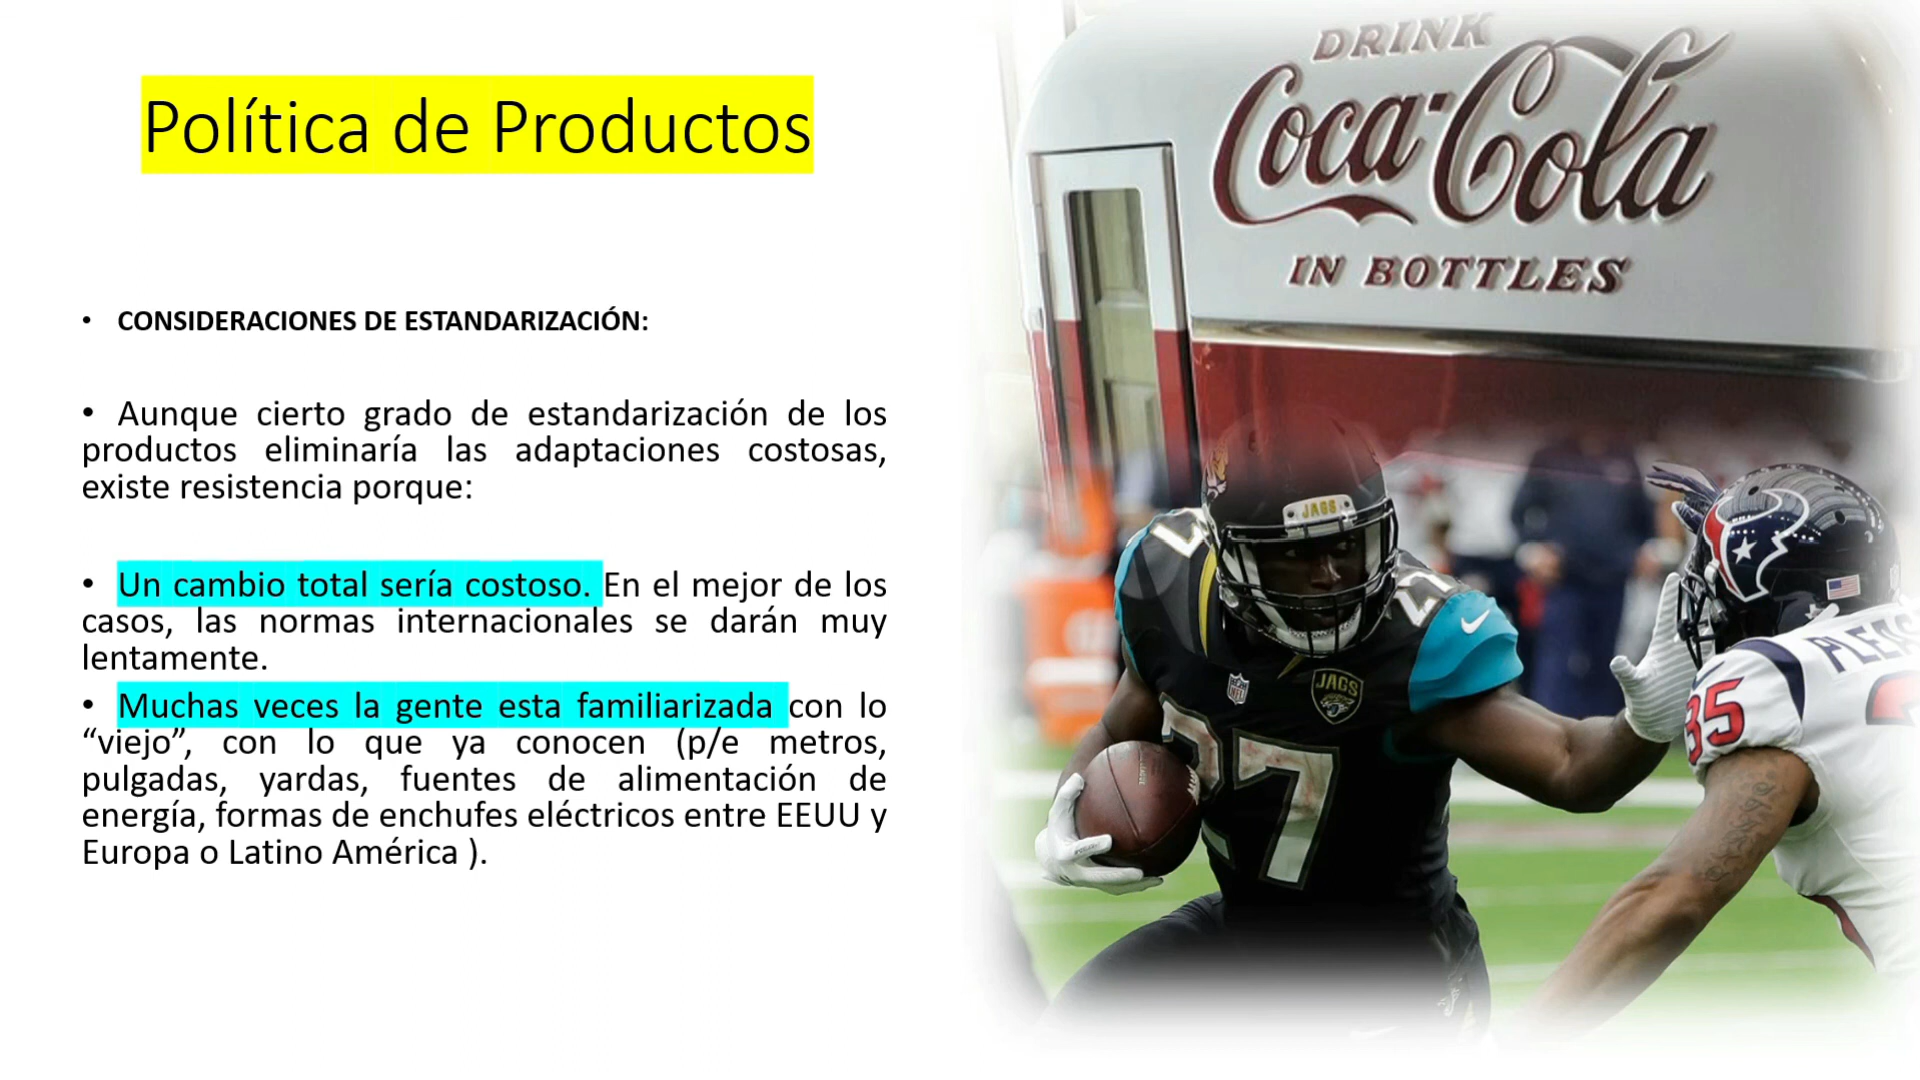 Política de Productos
• CONSIDERACIONES DE ESTANDARIZACIÓN:
• Aunque cierto grado de estandarización de los
productos eliminaría las adaptaciones costosas,
existe resistencia porque:
• Un cambio total sería costoso. En el mejor de los
casos, las normas internacionales se darán muy
lentamente.
• Muchas veces la gente esta familiarizada con lo
“viejo”, con lo que ya conocen (p/e metros,
pulgadas, yardas, fuentes de alimentación de
energía, formas de enchufes eléctricos entre EEUU y
Europa o Latino América ).
DRINK
Coca-Cola
IN BOTTLES
JAGS
27
NFL
JAGS
27
35